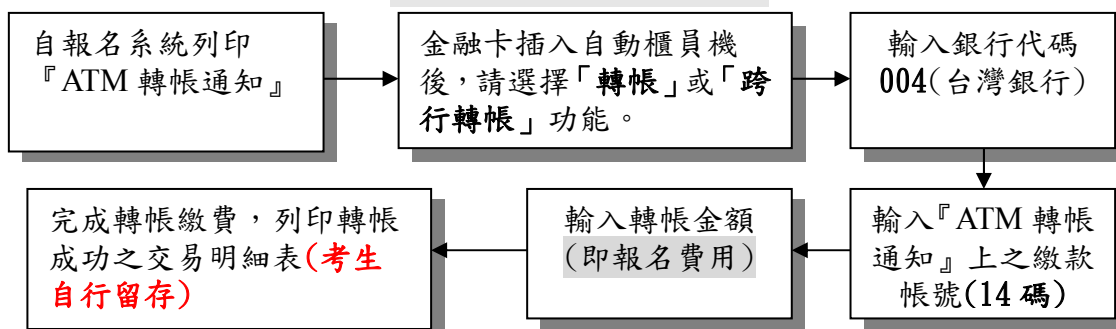 自報名系統列印
『ATM 轉帳通知』
金融卡插入自動櫃員機
後，請選擇「轉帳」或「跨
行轉帳」功能。
輸入銀行代碼
004(台灣銀行)
輸入『ATM 轉帳
通知』上之繳款
帳號(14 碼)
輸入轉帳金額
(即報名費用)
完成轉帳繳費，列印轉帳
成功之交易明細表(考生
自行留存)